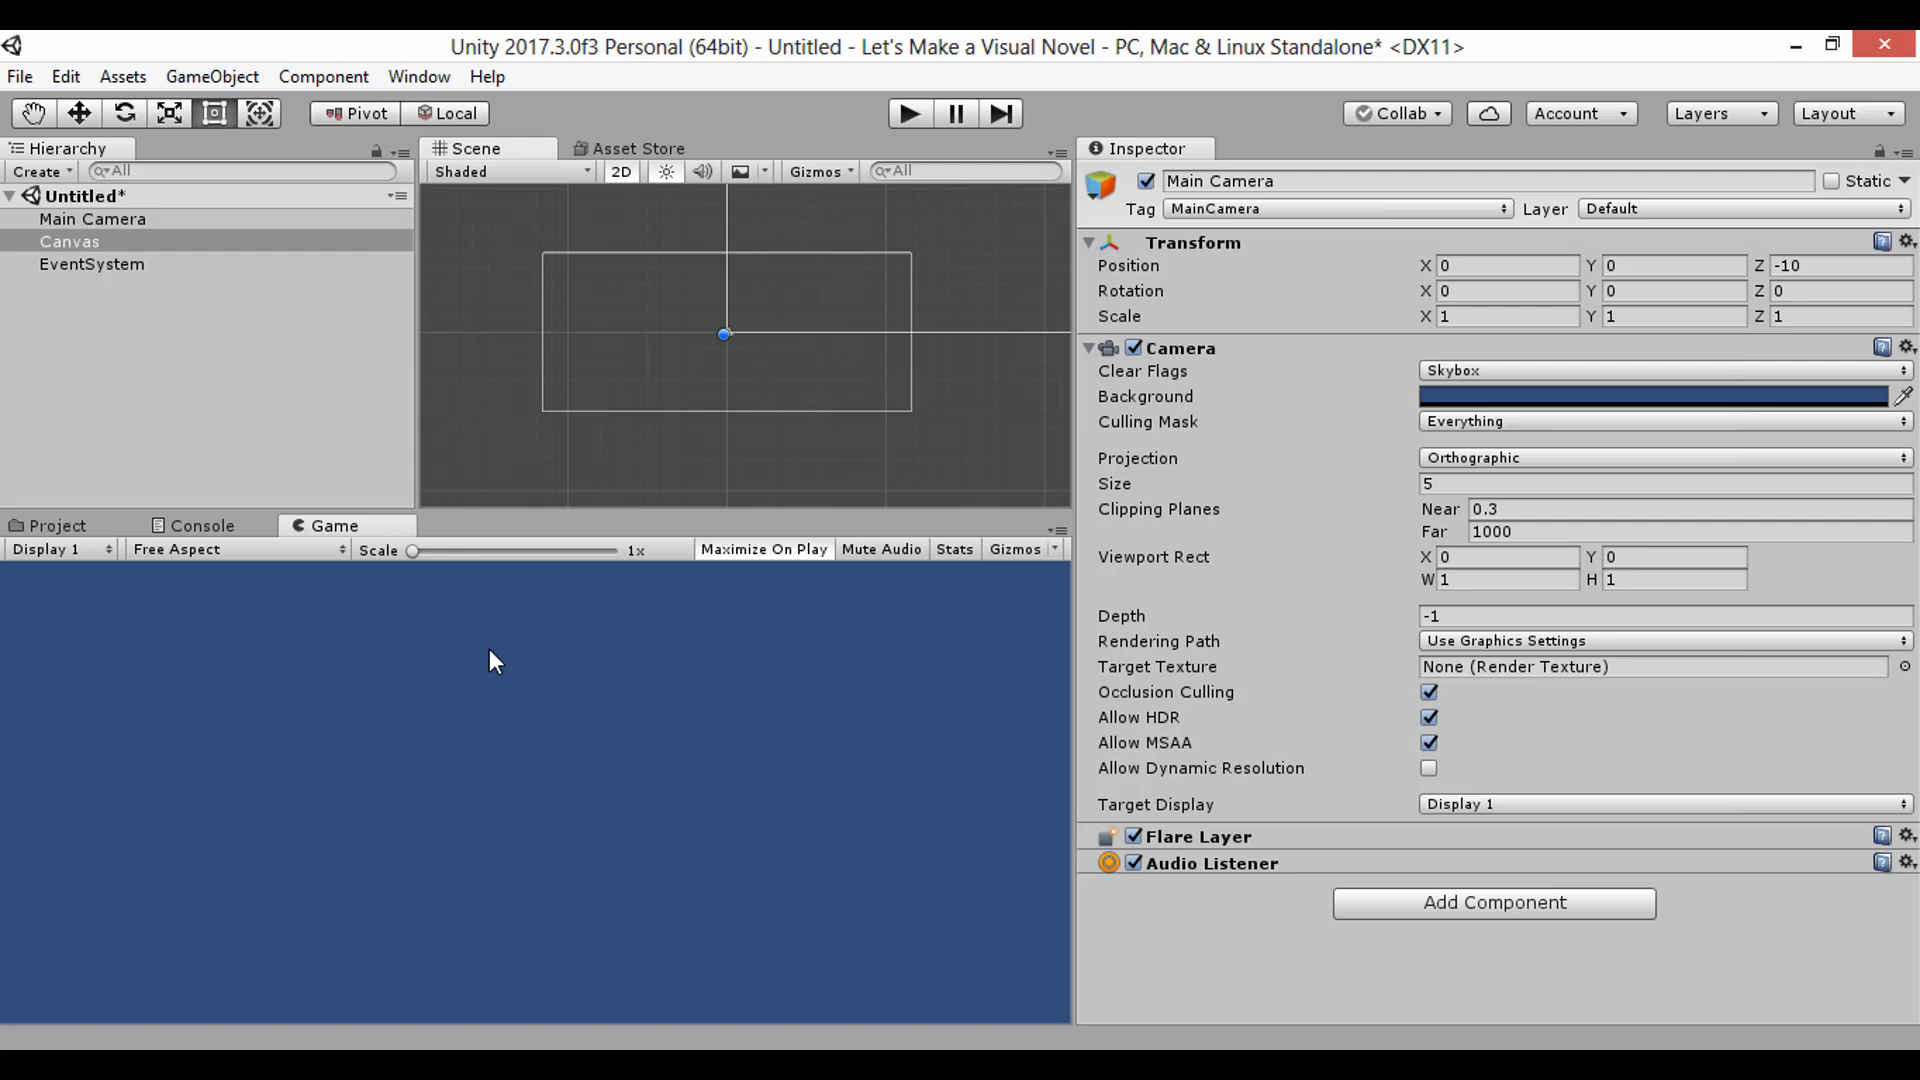 Unity 2017.3.0f3 Personal (64bit) - Untitled - Let's Make a Visual Novel - PC, Mac & Linux Standalone* <DX11>
File Edit Assets GameObject Component Window Help
Pivot Local Collab Account Layers Layout
Hierarchy
Create All
Untitled*
Main Camera
Canvas
EventSystem
Scene Asset Store
Shaded 2D Gizmos All
Project Console Game
Display 1 Free Aspect Scale 1x Maximize On Play Mute Audio Stats Gizmos
Inspector
Main Camera Static
Tag MainCamera Layer Default
Transform
Position X 0 Y 0 Z -10
Rotation X 0 Y 0 Z 0
Scale X 1 Y 1 Z 1
Camera
Clear Flags Skybox
Background
Culling Mask Everything
Projection Orthographic
Size 5
Clipping Planes Near 0.3
Far 1000
Viewport Rect X 0 Y 0
W 1 H 1
Depth -1
Rendering Path Use Graphics Settings
Target Texture None (Render Texture)
Occlusion Culling
Allow HDR
Allow MSAA
Allow Dynamic Resolution
Target Display Display 1
Flare Layer
Audio Listener
Add Component